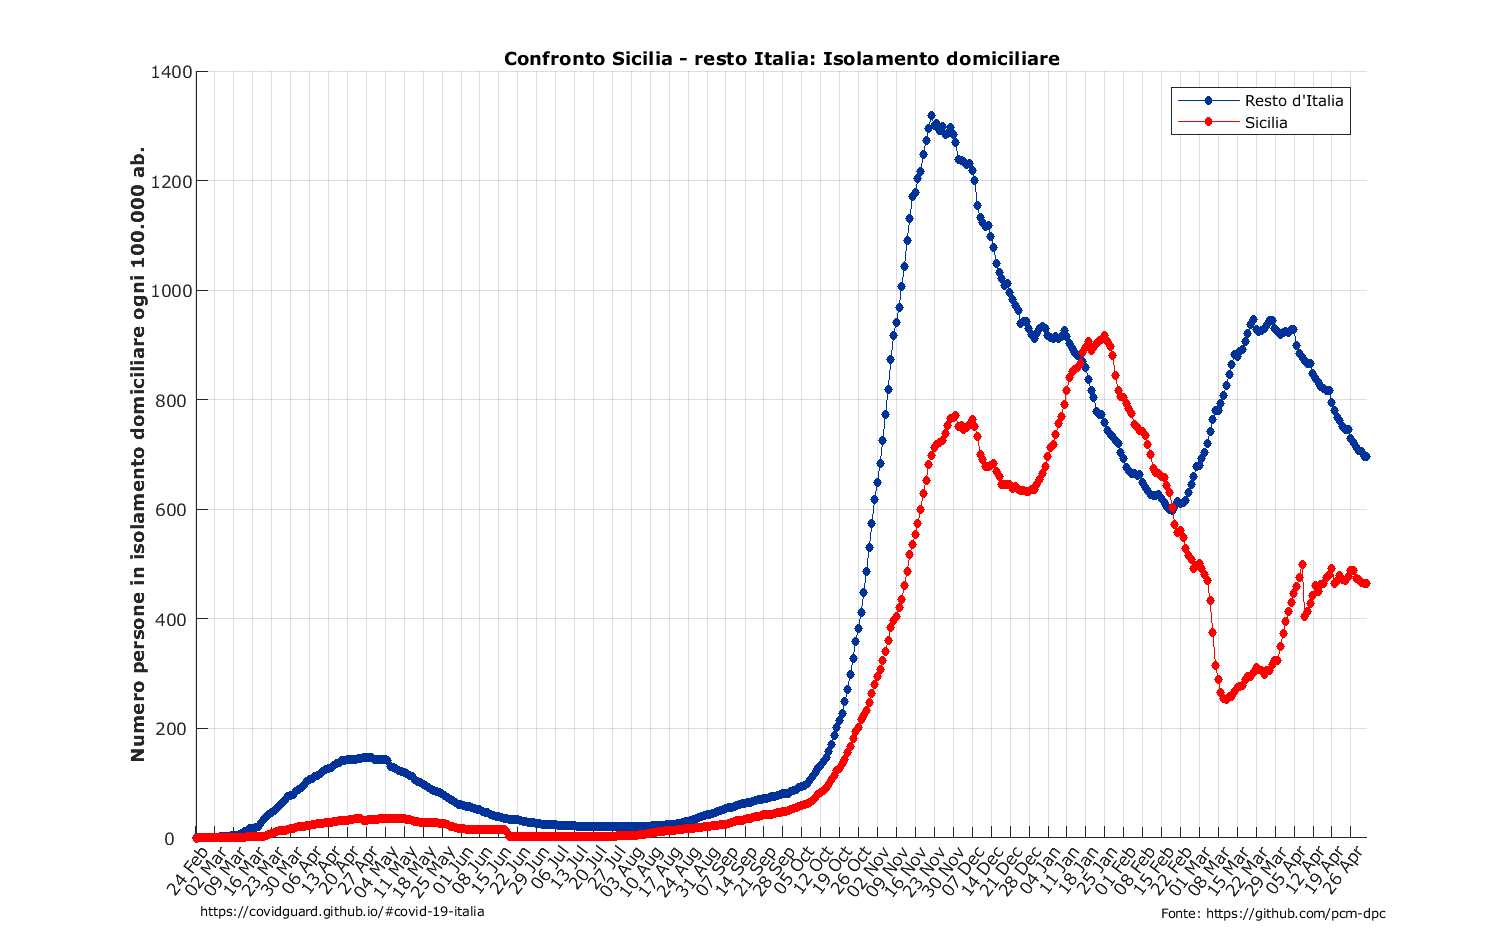 Confronto Sicilia - resto Italia: Isolamento domiciliare
Numero persone in isolamento domiciliare ogni 100.000 ab.
1400
1200
1000
800
600
400
200
0
Resto d'Italia
Sicilia
24 Feb
02 Mar
09 Mar
16 Mar
23 Mar
30 Mar
06 Apr
13 Apr
20 Apr
27 Apr
04 May
11 May
18 May
25 May
01 Jun
08 Jun
15 Jun
22 Jun
29 Jun
06 Jul
13 Jul
20 Jul
27 Jul
03 Aug
10 Aug
17 Aug
24 Aug
31 Aug
07 Sep
14 Sep
21 Sep
28 Sep
05 Oct
12 Oct
19 Oct
26 Oct
02 Nov
09 Nov
16 Nov
23 Nov
30 Nov
07 Dec
14 Dec
21 Dec
28 Dec
04 Jan
11 Jan
18 Jan
25 Jan
01 Feb
08 Feb
15 Feb
22 Feb
01 Mar
08 Mar
15 Mar
22 Mar
29 Mar
05 Apr
12 Apr
19 Apr
26 Apr
https://covidguard.github.io/#covid-19-italia
Fonte: https://github.com/pcm-dpc